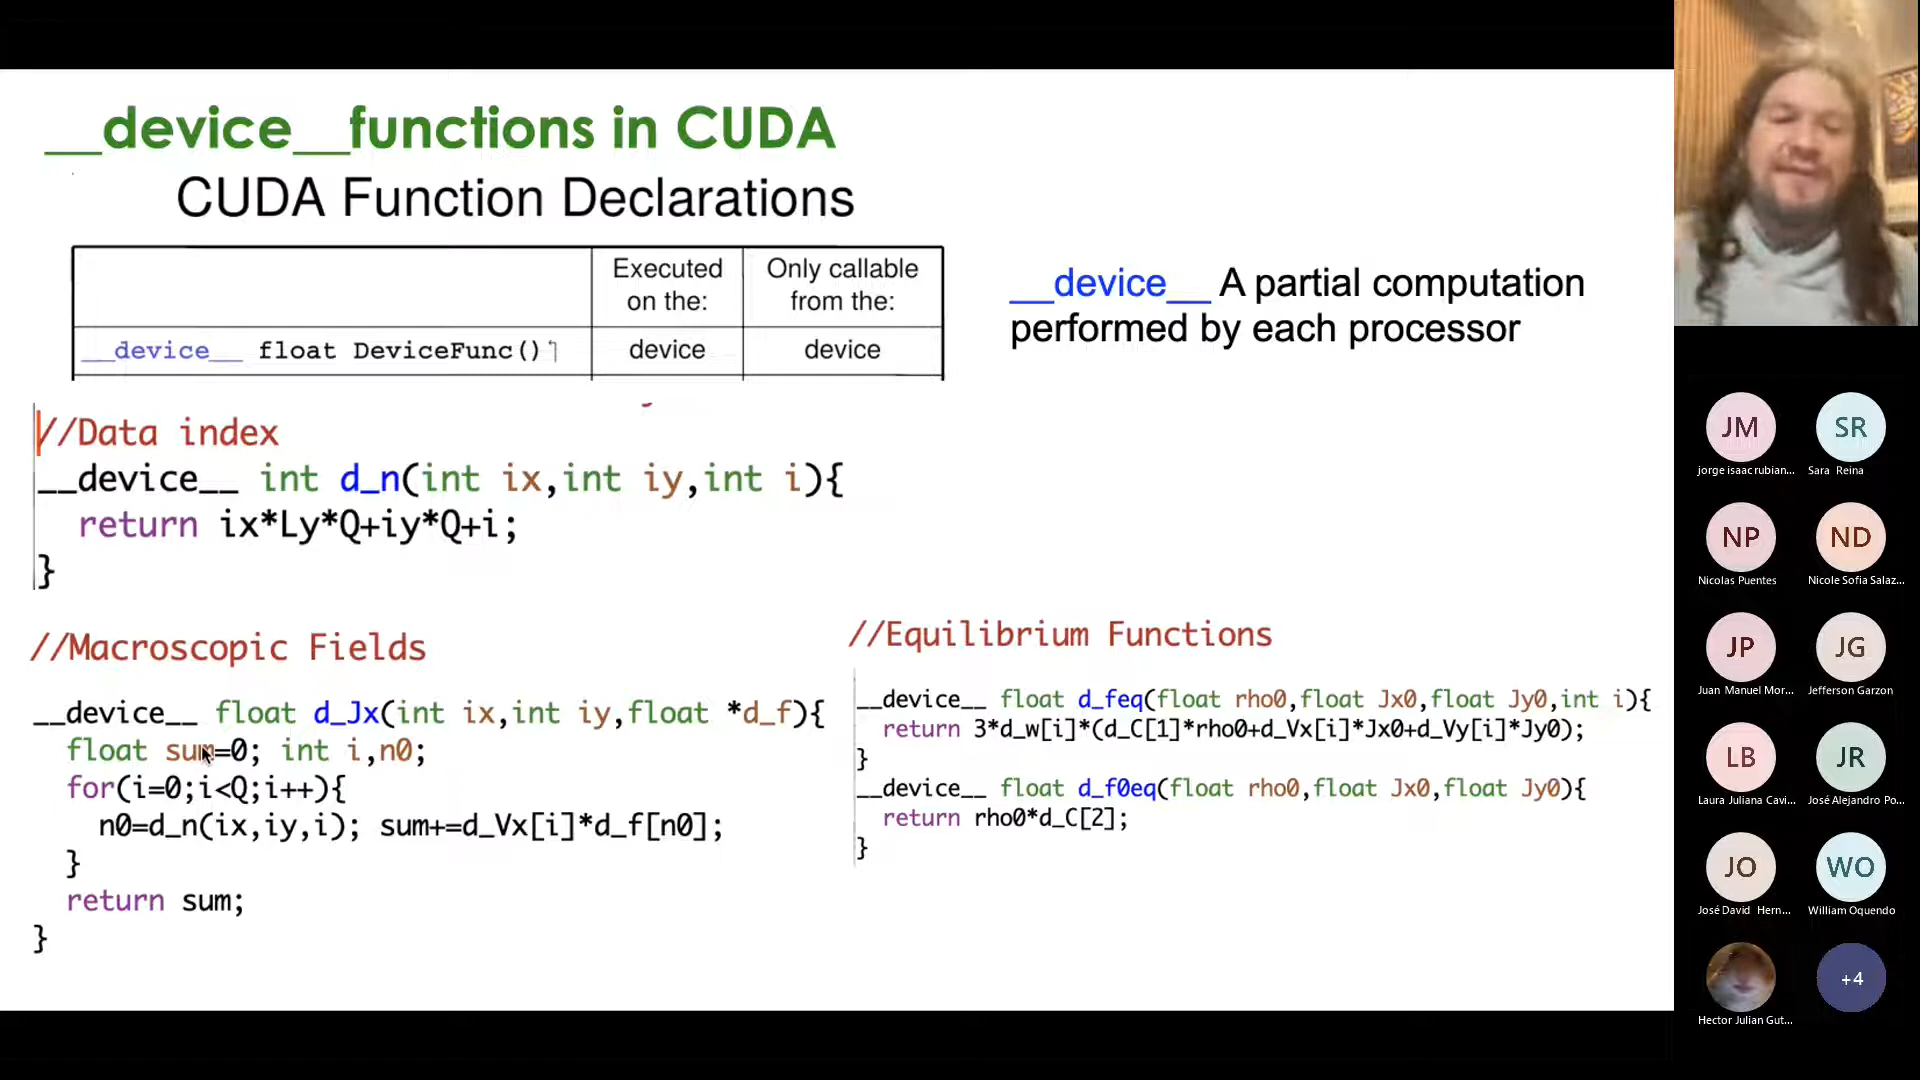 __device__functions in CUDA
CUDA Function Declarations
Executed on the:
Only callable from the:
__device__ float DeviceFunc()
device
device
__device__ A partial computation
performed by each processor
//Data index
__device__ int d_n(int ix,int iy,int i){
return ix*Ly*Q+iy*Q+i;
}
//Macroscopic Fields
__device__ float d_Jx(int ix,int iy,float *d_f){
float sum=0; int i,n0;
for(i=0;i<Q;i++){
n0=d_n(ix,iy,i); sum+=d_Vx[i]*d_f[n0];
}
return sum;
}
//Equilibrium Functions
__device__ float d_feq(float rho0,float Jx0,float Jy0,int i){
return 3*d_w[i]*(d_C[1]*rho0+d_Vx[i]*Jx0+d_Vy[i]*Jy0);
}
__device__ float d_f0eq(float rho0,float Jx0,float Jy0){
return rho0*d_C[2];
}
JM
SR
jorge isaac rubian...
Sara Reina
NP
ND
Nicolas Puentes
Nicole Sofia Salaz...
JP
JG
Juan Manuel Mor...
Jefferson Garzon
LB
JR
Laura Juliana Cavi...
José Alejandro Po...
JO
WO
José David Hern...
William Oquendo
+4
Hector Julian Gut...